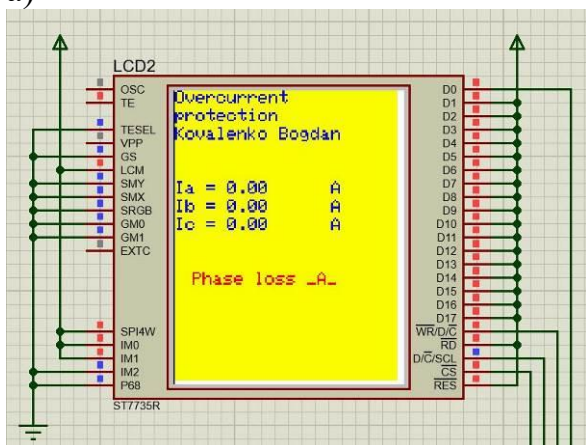 a)
LCD2
OSC
TE
TESEL
VPP
GS
LCM
SMY
SMX
SRGB
GM0
GM1
EXTC
SPI4W
IM0
IM1
IM2
P68
Overcurrent
protection
Kovalenko Bogdan
Ia = 0.00 A
Ib = 0.00 A
Ic = 0.00 A
Phase loss _A_
D0
D1
D2
D3
D4
D5
D6
D7
D8
D9
D10
D11
D12
D13
D14
D15
D16
D17
WR/D/C
RD
D/C/SCL
CS
RES
ST7735R